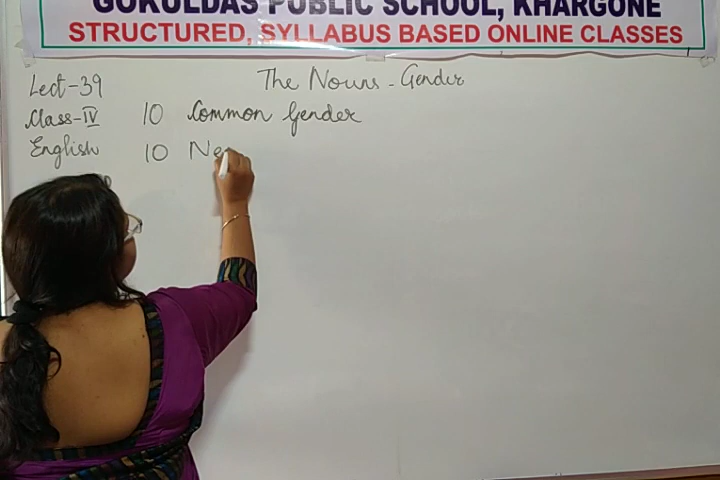 GOKULDAS PUBLIC SCHOOL, KHARGONE
STRUCTURED, SYLLABUS BASED ONLINE CLASSES
The Nouns - Gender
Lect-39
Class-IV 10 Common Gender
English 10 Ne